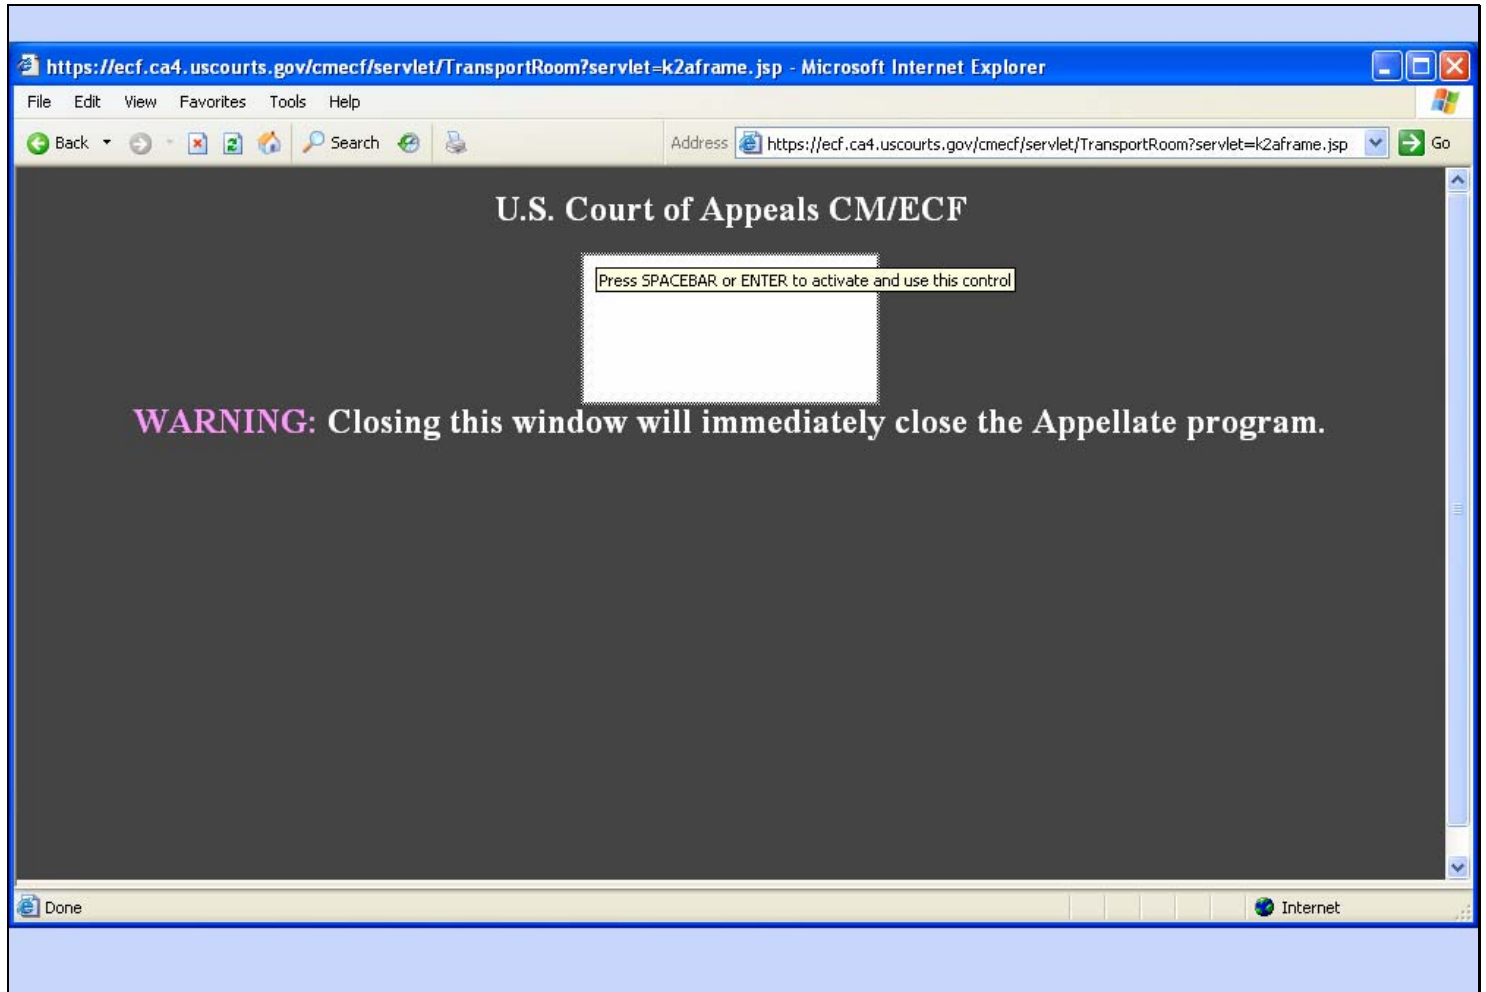 https://ecf.ca4.uscourts.gov/cmecf/servlet/TransportRoom?servlet=k2aframe.jsp - Microsoft Internet Explorer
File Edit View Favorites Tools Help
Back Search Address https://ecf.ca4.uscourts.gov/cmecf/servlet/TransportRoom?servlet=k2aframe.jsp Go
U.S. Court of Appeals CM/ECF
Press SPACEBAR or ENTER to activate and use this control
WARNING: Closing this window will immediately close the Appellate program.
Done Internet